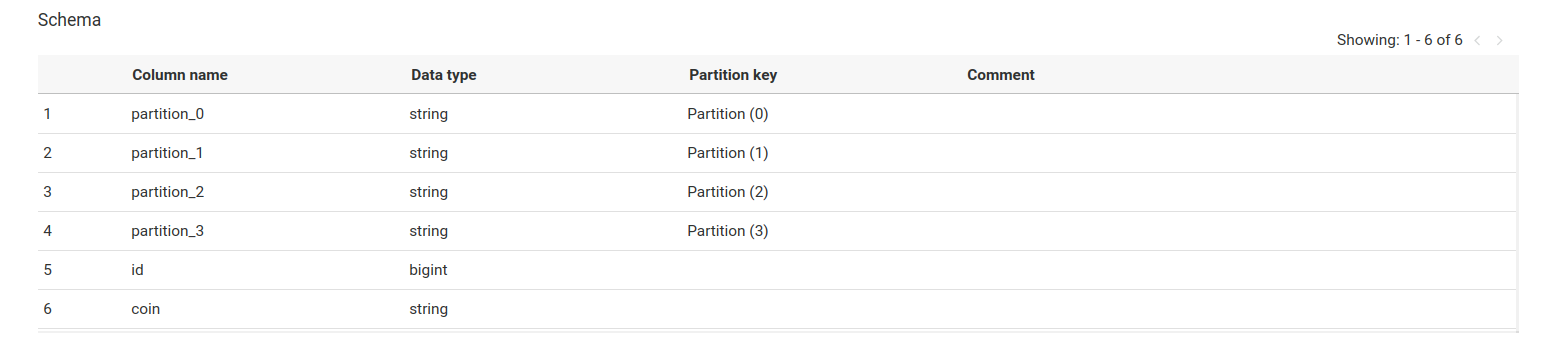 Schema
Showing: 1 - 6 of 6
Column name Data type Partition key Comment
1 partition_0 string Partition (0)
2 partition_1 string Partition (1)
3 partition_2 string Partition (2)
4 partition_3 string Partition (3)
5 id bigint
6 coin string